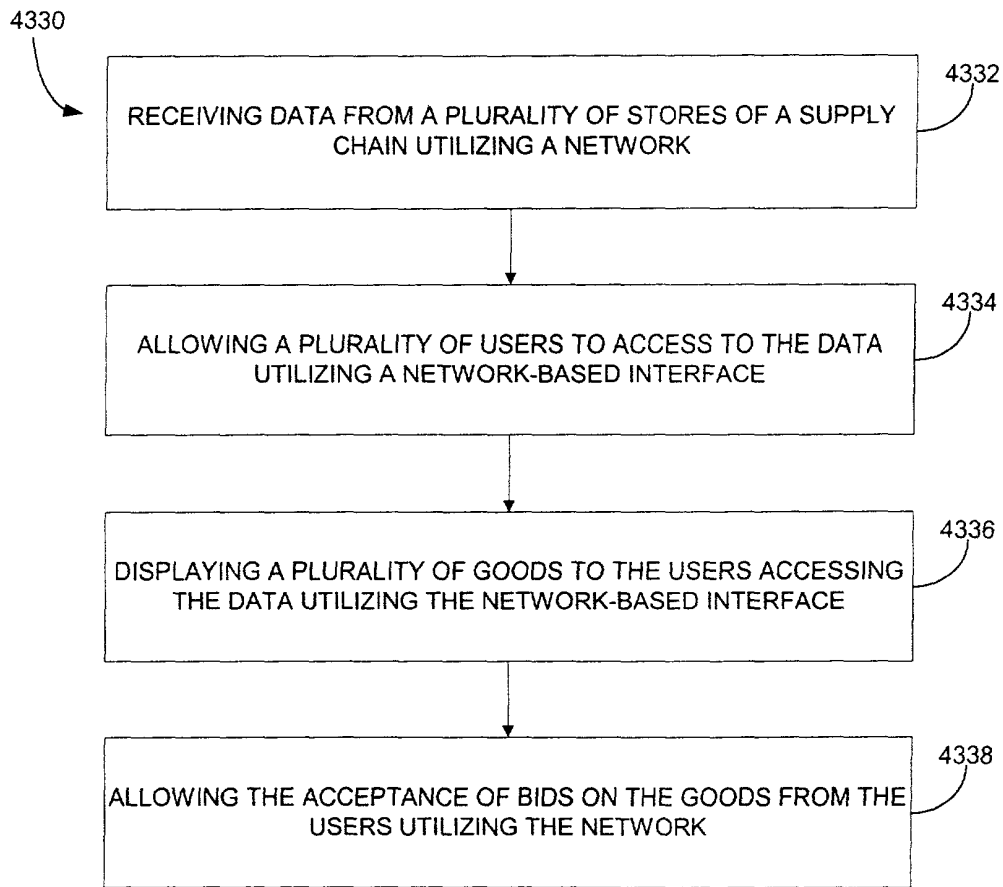 4330
4332
RECEIVING DATA FROM A PLURALITY OF STORES OF A SUPPLY
CHAIN UTILIZING A NETWORK
4334
ALLOWING A PLURALITY OF USERS TO ACCESS TO THE DATA
UTILIZING A NETWORK-BASED INTERFACE
4336
DISPLAYING A PLURALITY OF GOODS TO THE USERS ACCESSING
THE DATA UTILIZING THE NETWORK-BASED INTERFACE
4338
ALLOWING THE ACCEPTANCE OF BIDS ON THE GOODS FROM THE
USERS UTILIZING THE NETWORK